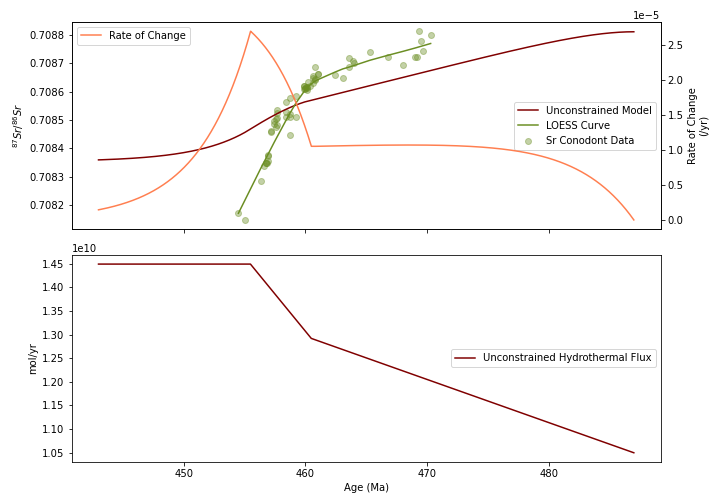 1e−5
0.7088
0.7087
0.7086
0.7085
0.7084
0.7083
0.7082
87Sr/86Sr
Rate of Change
Unconstrained Model
LOESS Curve
Sr Conodont Data
2.5
2.0
1.5
1.0
0.5
0.0
Rate of Change
(/yr)
1e10
1.45
1.40
1.35
1.30
1.25
1.20
1.15
1.10
1.05
mol/yr
Unconstrained Hydrothermal Flux
450
460
470
480
Age (Ma)